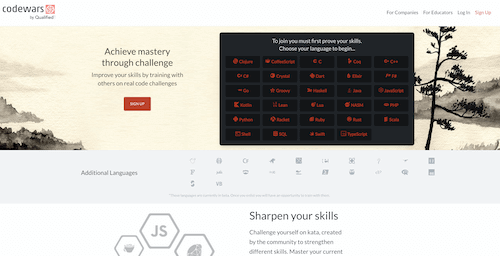 codewars
by Qualified
For Companies For Educators Log In Sign Up
To join you must first prove your skills.
Choose your language to begin...
Achieve mastery
through challenge
Improve your skills by training with
others on real code challenges
SIGN UP
Clojure CoffeeScript C Coq C++
C# Crystal Dart Elixir F#
Go Groovy Haskell Java JavaScript
Kotlin Lean Lua NASM PHP
Python Racket Ruby Rust Scala
Shell SQL Swift TypeScript
Additional Languages
VB
JS
Sharpen your skills
Challenge yourself on kata, created
by the community to strengthen
different skills. Master your current